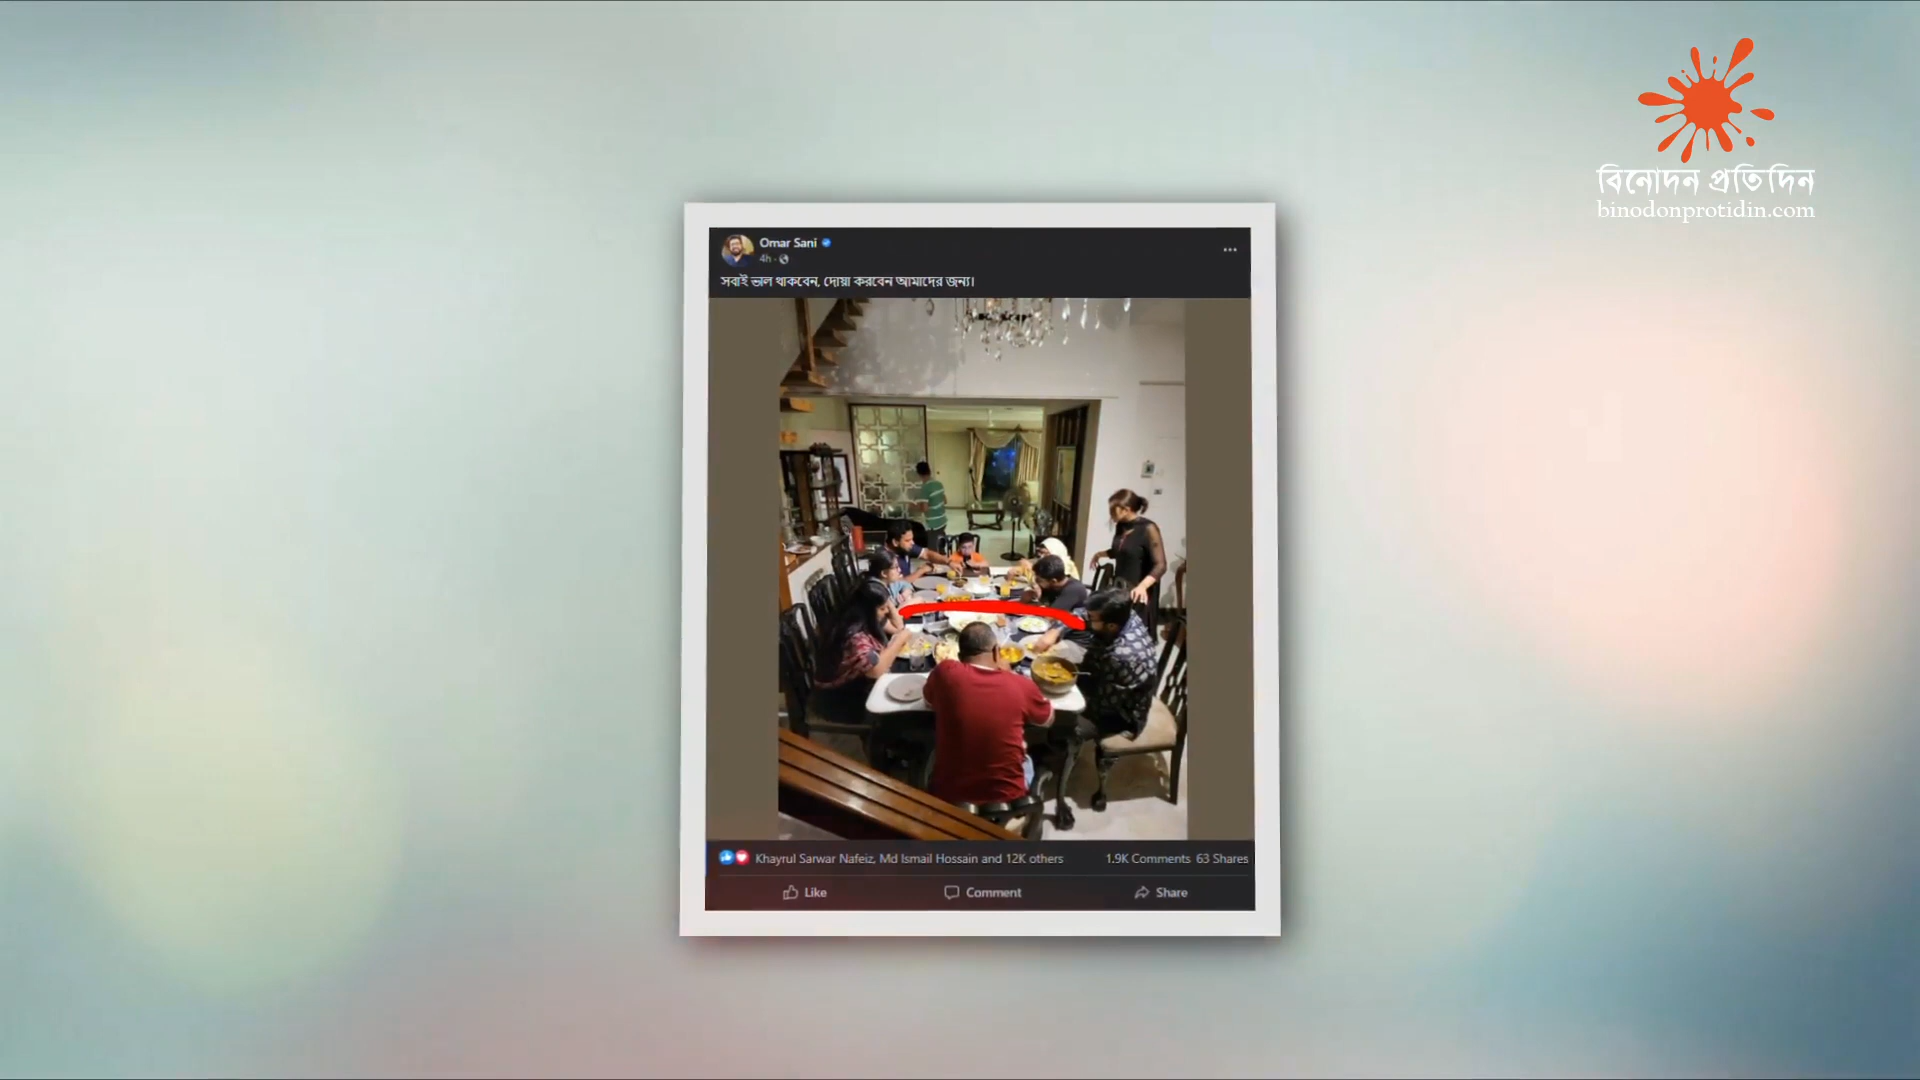 বিনোদন প্রতিদিন
binodonprotidin.com
Omar Sani
4h
সবাই ভাল থাকবেন, দোয়া করবেন আমাদের জন্য।
Khayrul Sarwar Nafeiz, Md Ismail Hossain and 12K others 1.9K Comments 63 Shares
Like Comment Share